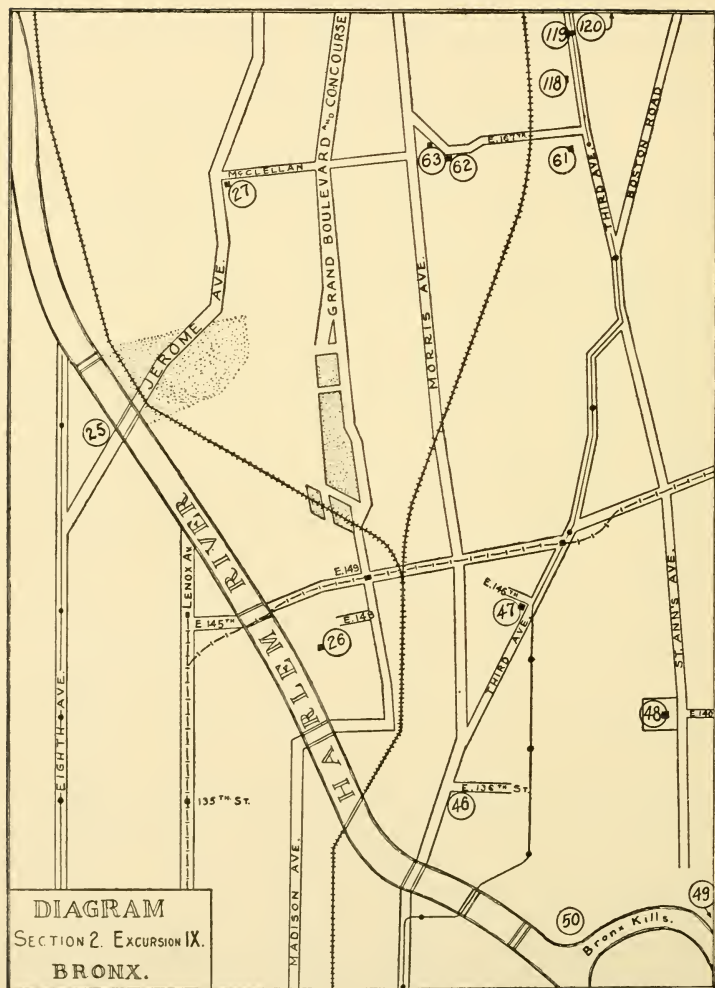 119
120
118
61
E. 167TH
63
62
McCLELLAN
27
GRAND BOULEVARD AND CONCOURSE
THIRD AVE.
BOSTON ROAD
MORRIS AVE.
JEROME AVE.
25
HARLEM RIVER
LENOX AV.
E. 145TH
E. 149
E. 148
26
E. 146TH
47
THIRD AVE.
ST. ANN'S AVE.
48
E. 140
EIGHTH AVE.
135TH ST.
E. 136TH ST.
46
MADISON AVE.
49
50
Bronx Kills.
DIAGRAM
SECTION 2. EXCURSION IX.
BRONX.